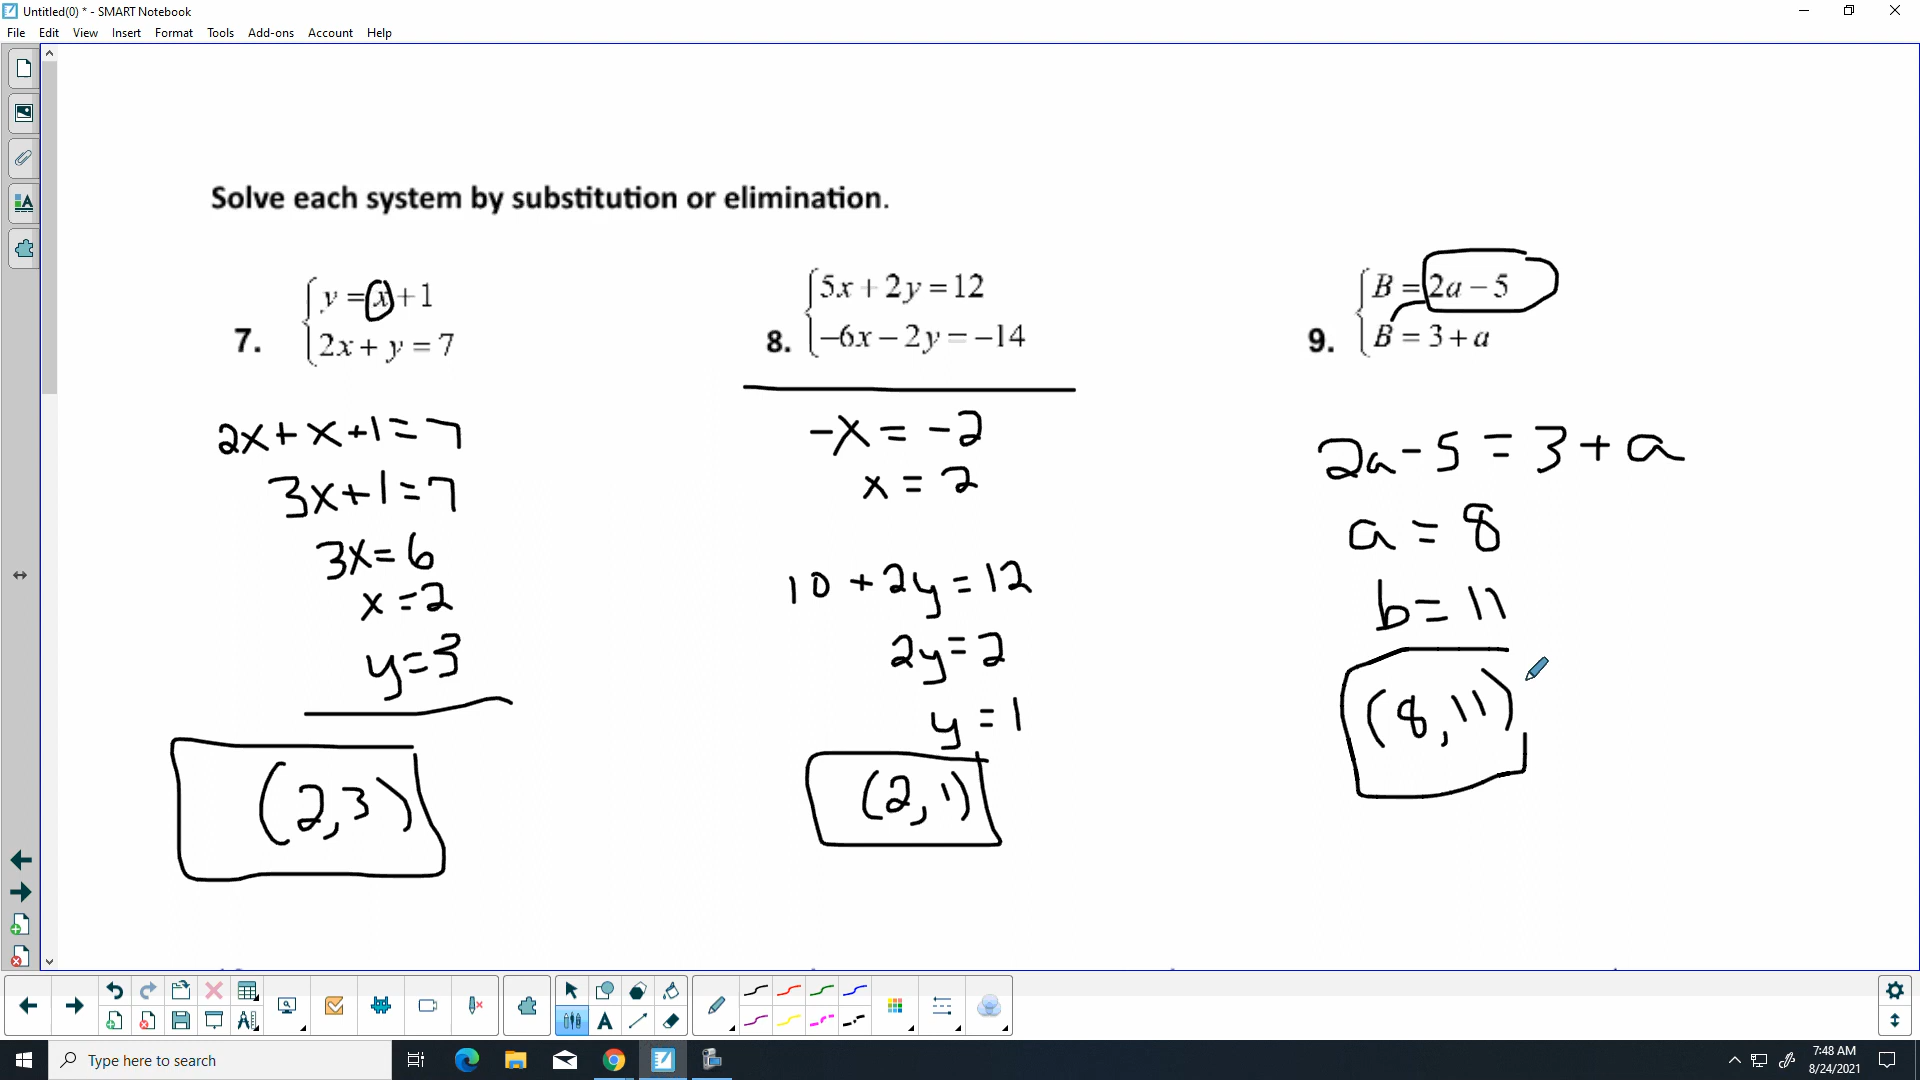 Untitled(0) * - SMART Notebook
File Edit View Insert Format Tools Add-ons Account Help
Solve each system by substitution or elimination.
7.
y = x + 1
2x + y = 7
2x + x + 1 = 7
3x + 1 = 7
3x = 6
x = 2
y = 3
(2, 3)
8.
5x + 2y = 12
−6x − 2y = −14
-x = -2
x = 2
10 + 2y = 12
2y = 2
y = 1
(2, 1)
9.
B = 2a − 5
B = 3 + a
2a - 5 = 3 + a
a = 8
b = 11
(8, 11)
Type here to search
7:48 AM
8/24/2021